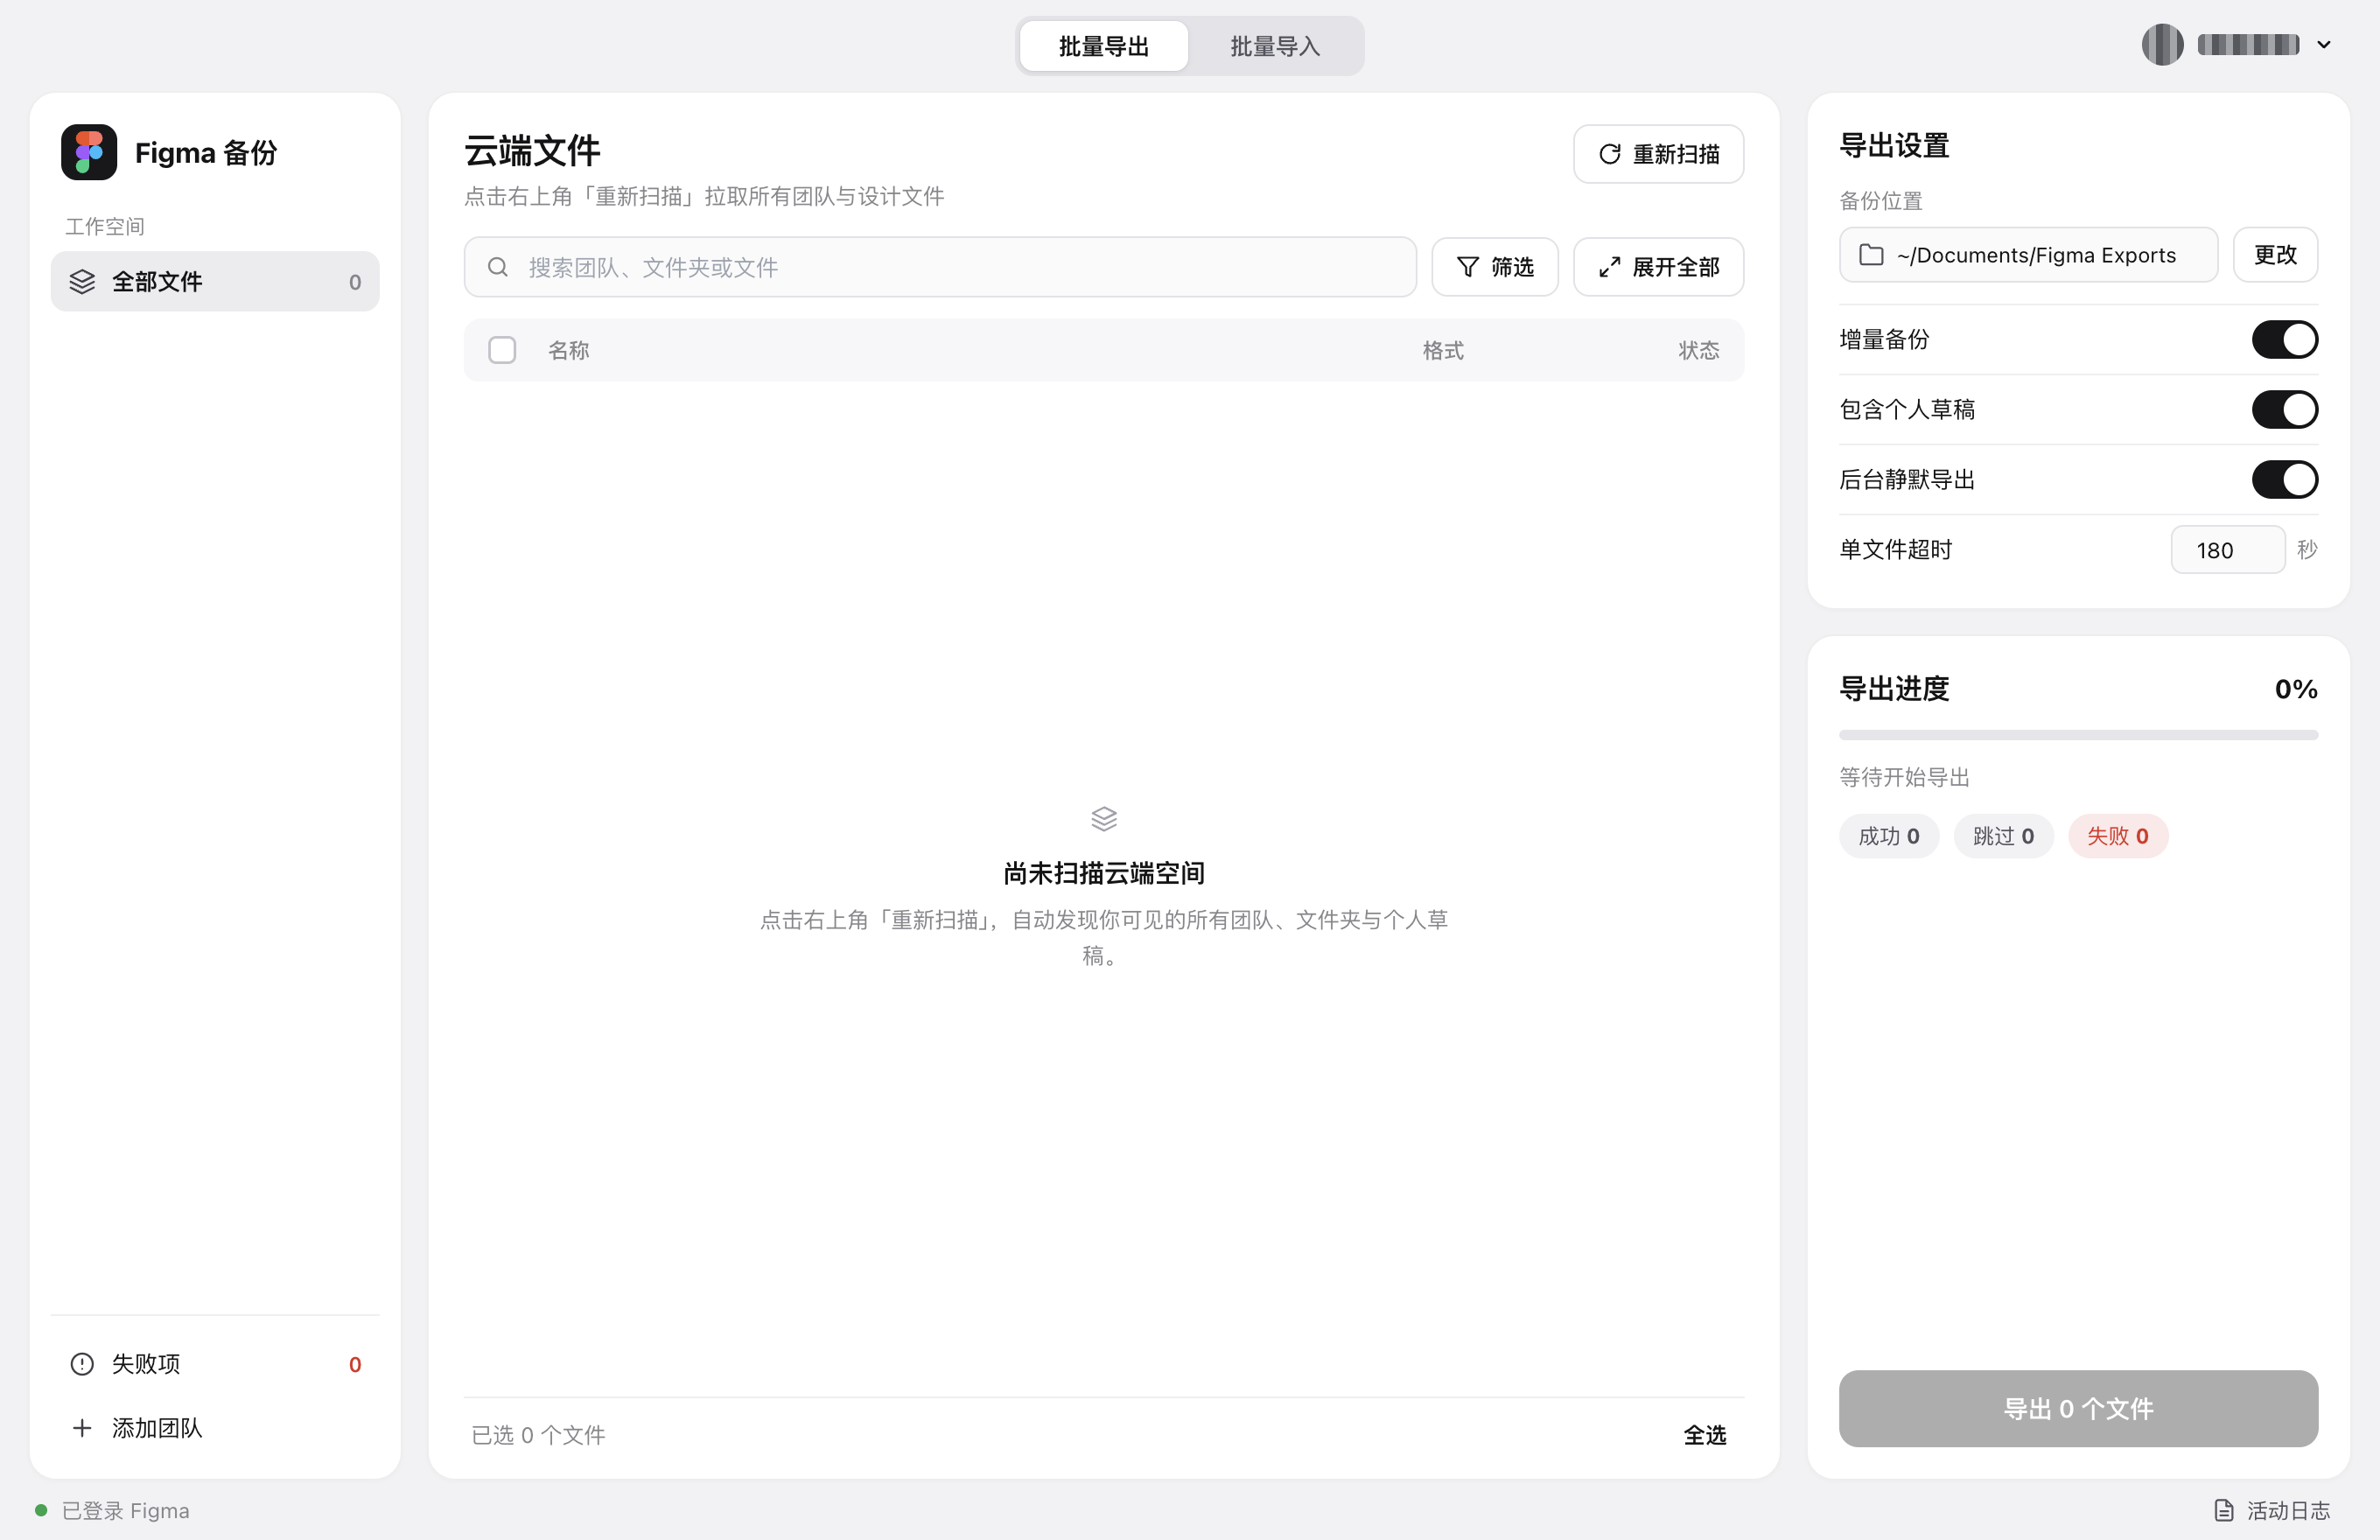 批量导出
批量导入
Figma 备份
工作空间
全部文件 0
失败项 0
添加团队
云端文件
重新扫描
点击右上角「重新扫描」拉取所有团队与设计文件
搜索团队、文件夹或文件
筛选
展开全部
名称 格式 状态
尚未扫描云端空间
点击右上角「重新扫描」，自动发现你可见的所有团队、文件夹与个人草
稿。
已选 0 个文件
全选
导出设置
备份位置
~/Documents/Figma Exports
更改
增量备份
包含个人草稿
后台静默导出
单文件超时 180 秒
导出进度 0%
等待开始导出
成功 0 跳过 0 失败 0
导出 0 个文件
已登录 Figma
活动日志